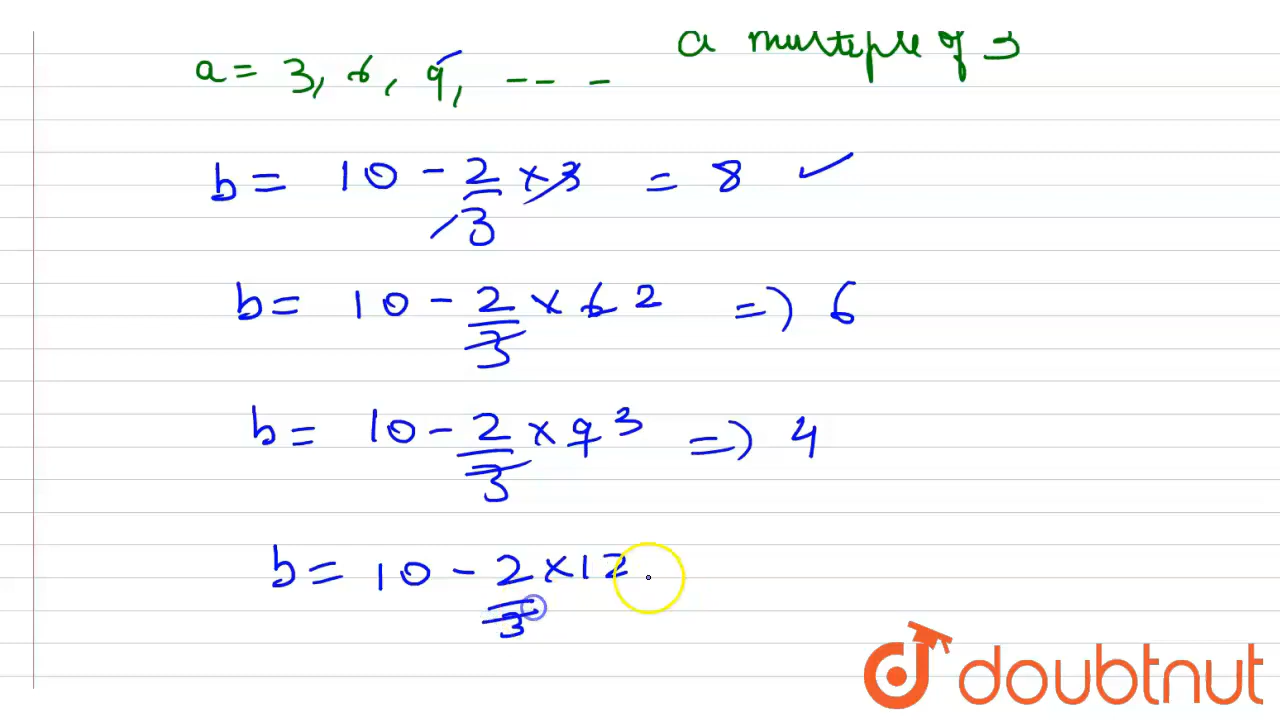 a multiple of 3
a = 3, 6, 9, -- -
b = 10 - 2/3 × 3 = 8 ✓
b = 10 - 2/3 × 6 2 => 6
b = 10 - 2/3 × 9 3 => 4
b = 10 - 2/3 × 12
doubtnut